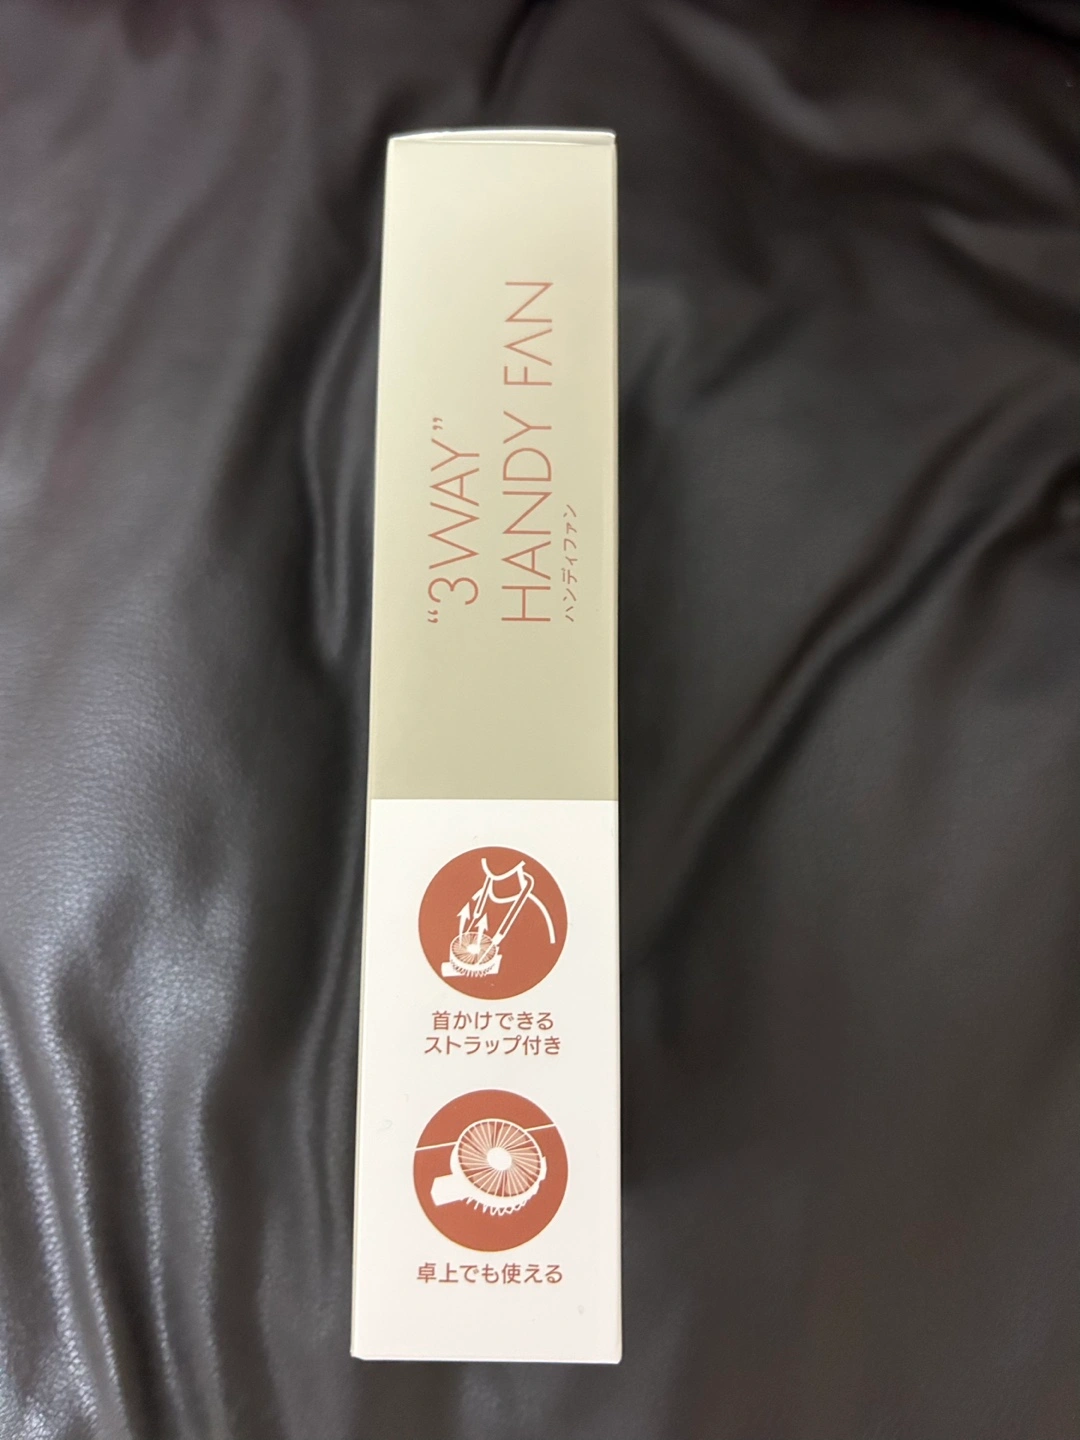 “3WAY”
HANDY FAN
ハンディファン
首かけできる
ストラップ付き
卓上でも使える